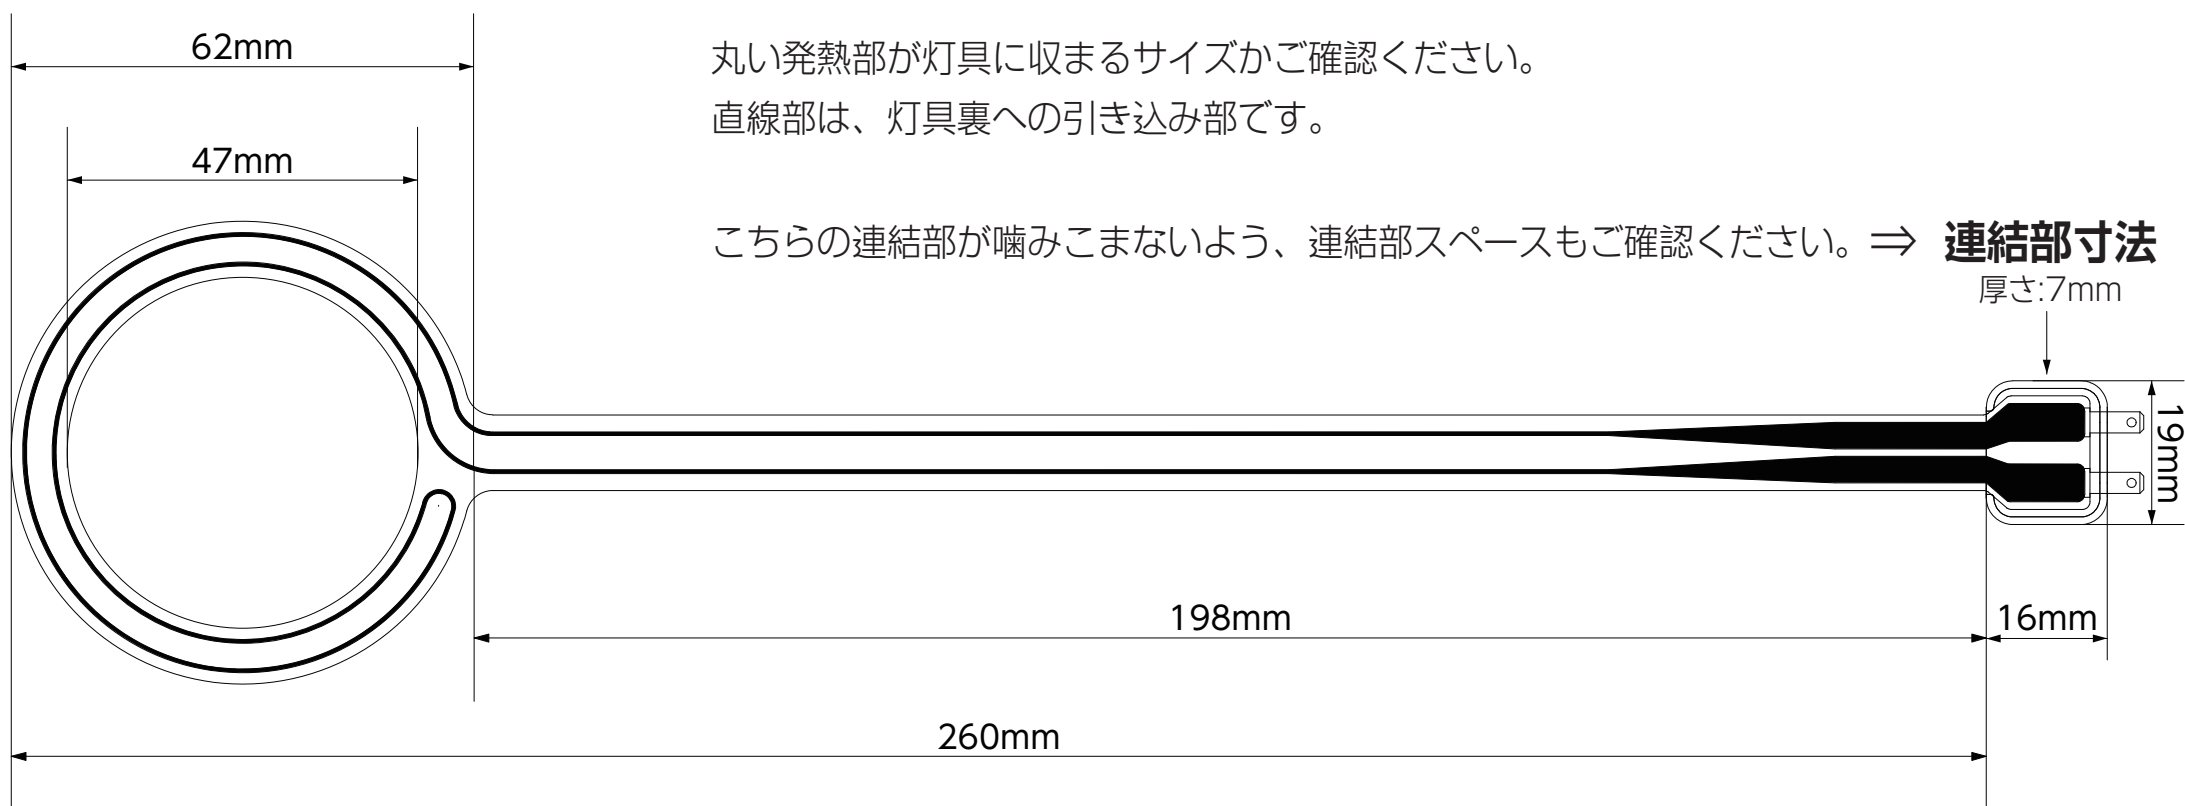 62mm
丸い発熱部が灯具に収まるサイズかご確認ください。
直線部は、灯具裏への引き込み部です。
47mm
こちらの連結部が噛みこまないよう、連結部スペースもご確認ください。⇒ 連結部寸法
厚さ:7mm
19mm
198mm
16mm
260mm